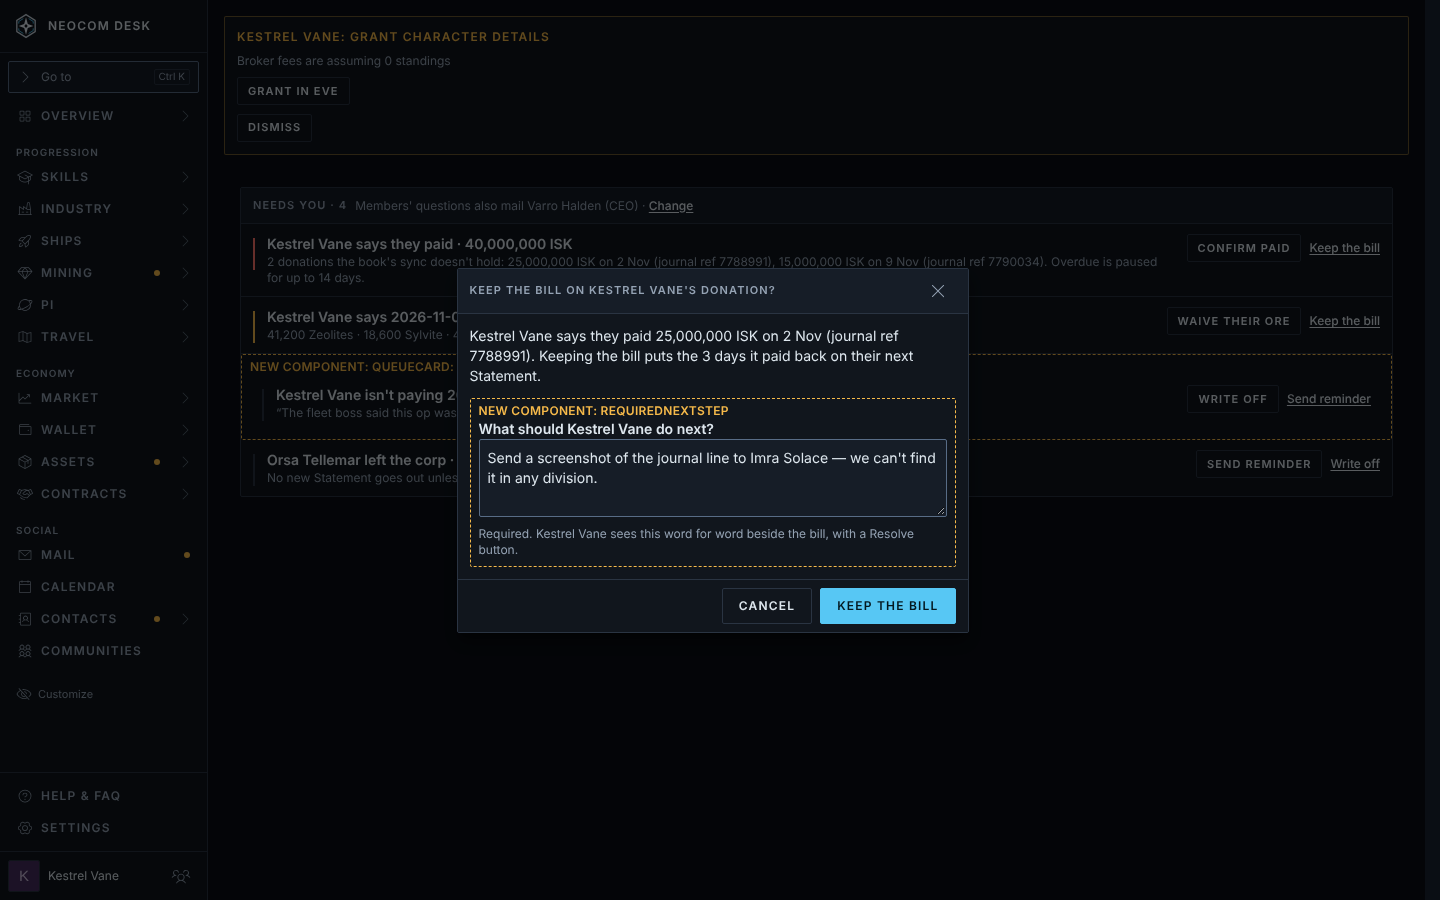 NEOCOM DESK
Go to
Ctrl K
OVERVIEW
PROGRESSION
SKILLS
INDUSTRY
SHIPS
MINING
PI
TRAVEL
ECONOMY
MARKET
WALLET
ASSETS
CONTRACTS
SOCIAL
MAIL
CALENDAR
CONTACTS
COMMUNITIES
Customize
HELP & FAQ
SETTINGS
K
Kestrel Vane
KESTREL VANE: GRANT CHARACTER DETAILS
Broker fees are assuming 0 standings
GRANT IN EVE
DISMISS
NEEDS YOU · 4 Members' questions also mail Varro Halden (CEO) · Change
Kestrel Vane says they paid · 40,000,000 ISK
2 donations the book's sync doesn't hold: 25,000,000 ISK on 2 Nov (journal ref 7788991), 15,000,000 ISK on 9 Nov (journal ref 7790034). Overdue is paused
for up to 14 days.
CONFIRM PAID Keep the bill
Kestrel Vane says 2026-11-0
41,200 Zeolites · 18,600 Sylvite · 4
WAIVE THEIR ORE Keep the bill
NEW COMPONENT: QUEUECARD:
Kestrel Vane isn't paying 2
"The fleet boss said this op was
WRITE OFF Send reminder
Orsa Tellemar left the corp ·
No new Statement goes out unles
SEND REMINDER Write off
KEEP THE BILL ON KESTREL VANE'S DONATION?
Kestrel Vane says they paid 25,000,000 ISK on 2 Nov (journal ref
7788991). Keeping the bill puts the 3 days it paid back on their next
Statement.
NEW COMPONENT: REQUIREDNEXTSTEP
What should Kestrel Vane do next?
Send a screenshot of the journal line to Imra Solace — we can't find
it in any division.
Required. Kestrel Vane sees this word for word beside the bill, with a Resolve
button.
CANCEL
KEEP THE BILL